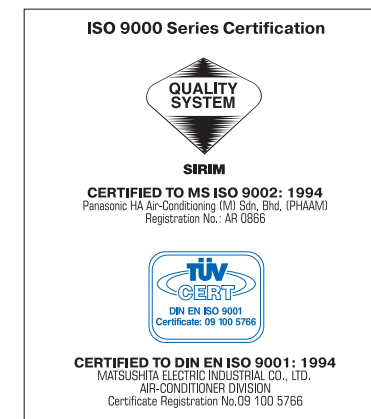 ISO 9000 Series Certification
QUALITY
SYSTEM
SIRIM
CERTIFIED TO MS ISO 9002: 1994
Panasonic HA Air-Conditioning (M) Sdn, Bhd, (PHAAM)
Registration No.: AR 0866
TÜV
CERT
DIN EN ISO 9001
Certificate: 09 100 5766
CERTIFIED TO DIN EN ISO 9001: 1994
MATSUSHITA ELECTRIC INDUSTRIAL CO., LTD.
AIR-CONDITIONER DIVISION
Certificate Registration No.09 100 5766